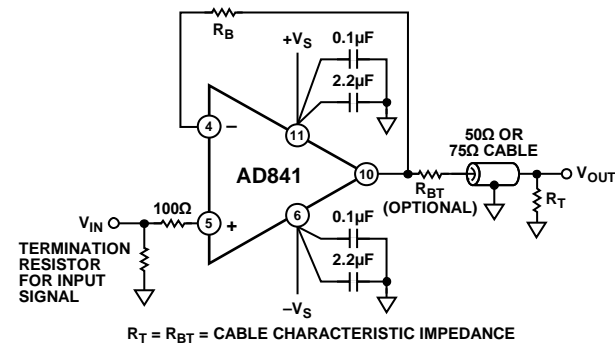 R_B
+V_S
0.1µF
2.2µF
4
–
11
50Ω OR
75Ω CABLE
AD841
10
V_OUT
R_BT
(OPTIONAL)
R_T
V_IN
100Ω
5
+
6
0.1µF
2.2µF
TERMINATION
RESISTOR
FOR INPUT
SIGNAL
–V_S
R_T = R_BT = CABLE CHARACTERISTIC IMPEDANCE